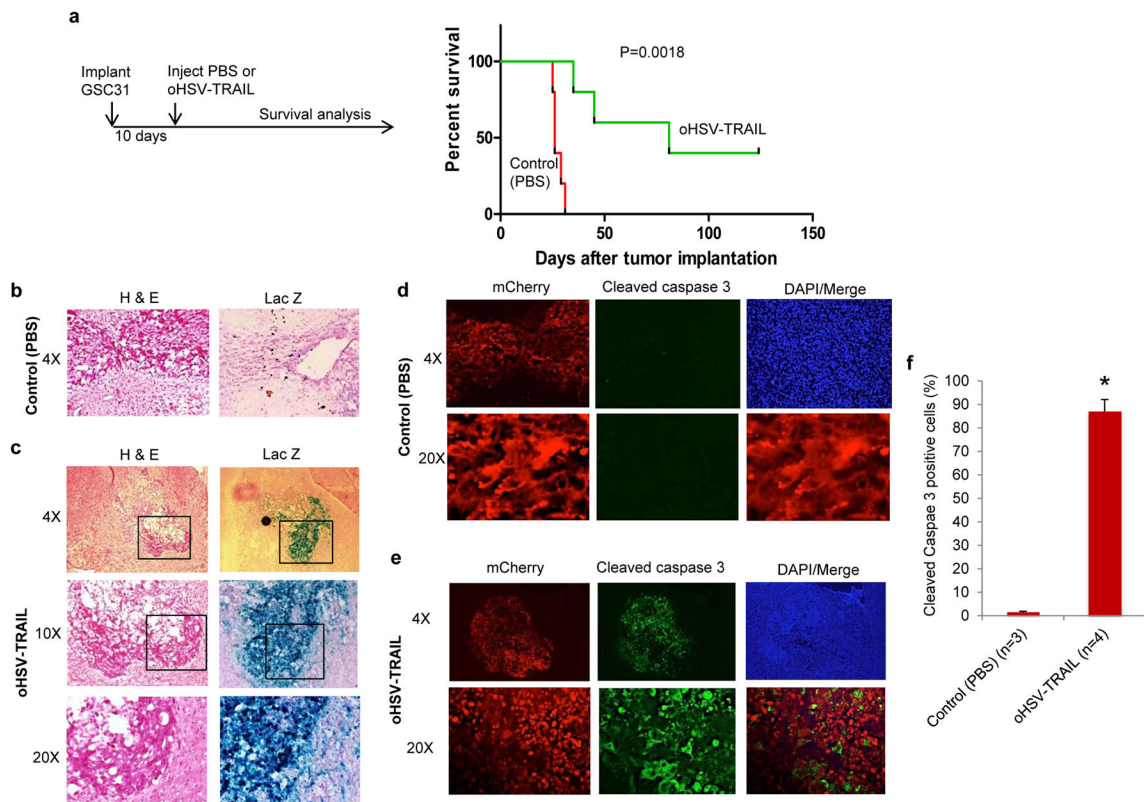 a
Implant
GSC31
Inject PBS or
oHSV-TRAIL
Survival analysis
10 days
P=0.0018
Percent survival
100
50
0
oHSV-TRAIL
Control
(PBS)
0 50 100 150
Days after tumor implantation
b
H & E Lac Z
Control (PBS)
4X
c
H & E Lac Z
oHSV-TRAIL
4X
10X
20X
d
mCherry Cleaved caspase 3 DAPI/Merge
Control (PBS)
4X
20X
e
mCherry Cleaved caspase 3 DAPI/Merge
oHSV-TRAIL
4X
20X
f
Cleaved Caspae 3 positive cells (%)
100
90
80
70
60
50
40
30
20
10
0
*
Control (PBS) (n=3)
oHSV-TRAIL (n=4)